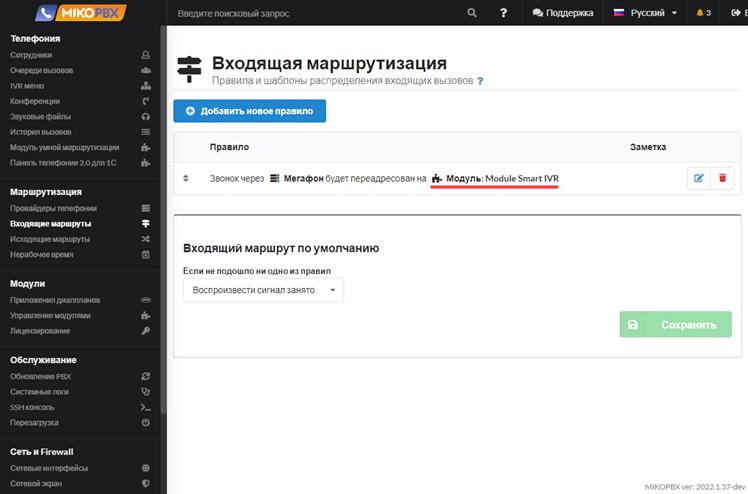 MIKOPBX
Введите поисковый запрос
?
Поддержка
Русский
3
Телефония
Сотрудники
Очереди вызовов
IVR меню
Конференции
Звуковые файлы
История вызовов
Модуль умной маршрутизации
Панель телефонии 2.0 для 1С
Маршрутизация
Провайдеры телефонии
Входящие маршруты
Исходящие маршруты
Нерабочее время
Модули
Приложения диалпланов
Управление модулями
Лицензирование
Обслуживание
Обновление PBX
Системные логи
SSH консоль
Перезагрузка
Сеть и Firewall
Сетевые интерфейсы
Сетевой экран
Входящая маршрутизация
Правила и шаблоны распределения входящих вызовов ?
Добавить новое правило
Правило Заметка
Звонок через Мегафон будет переадресован на Модуль: Module Smart IVR
Входящий маршрут по умолчанию
Если не подошло ни одно из правил
Воспроизвести сигнал занято
Сохранить
MIKOPBX ver: 2022.1.37-dev